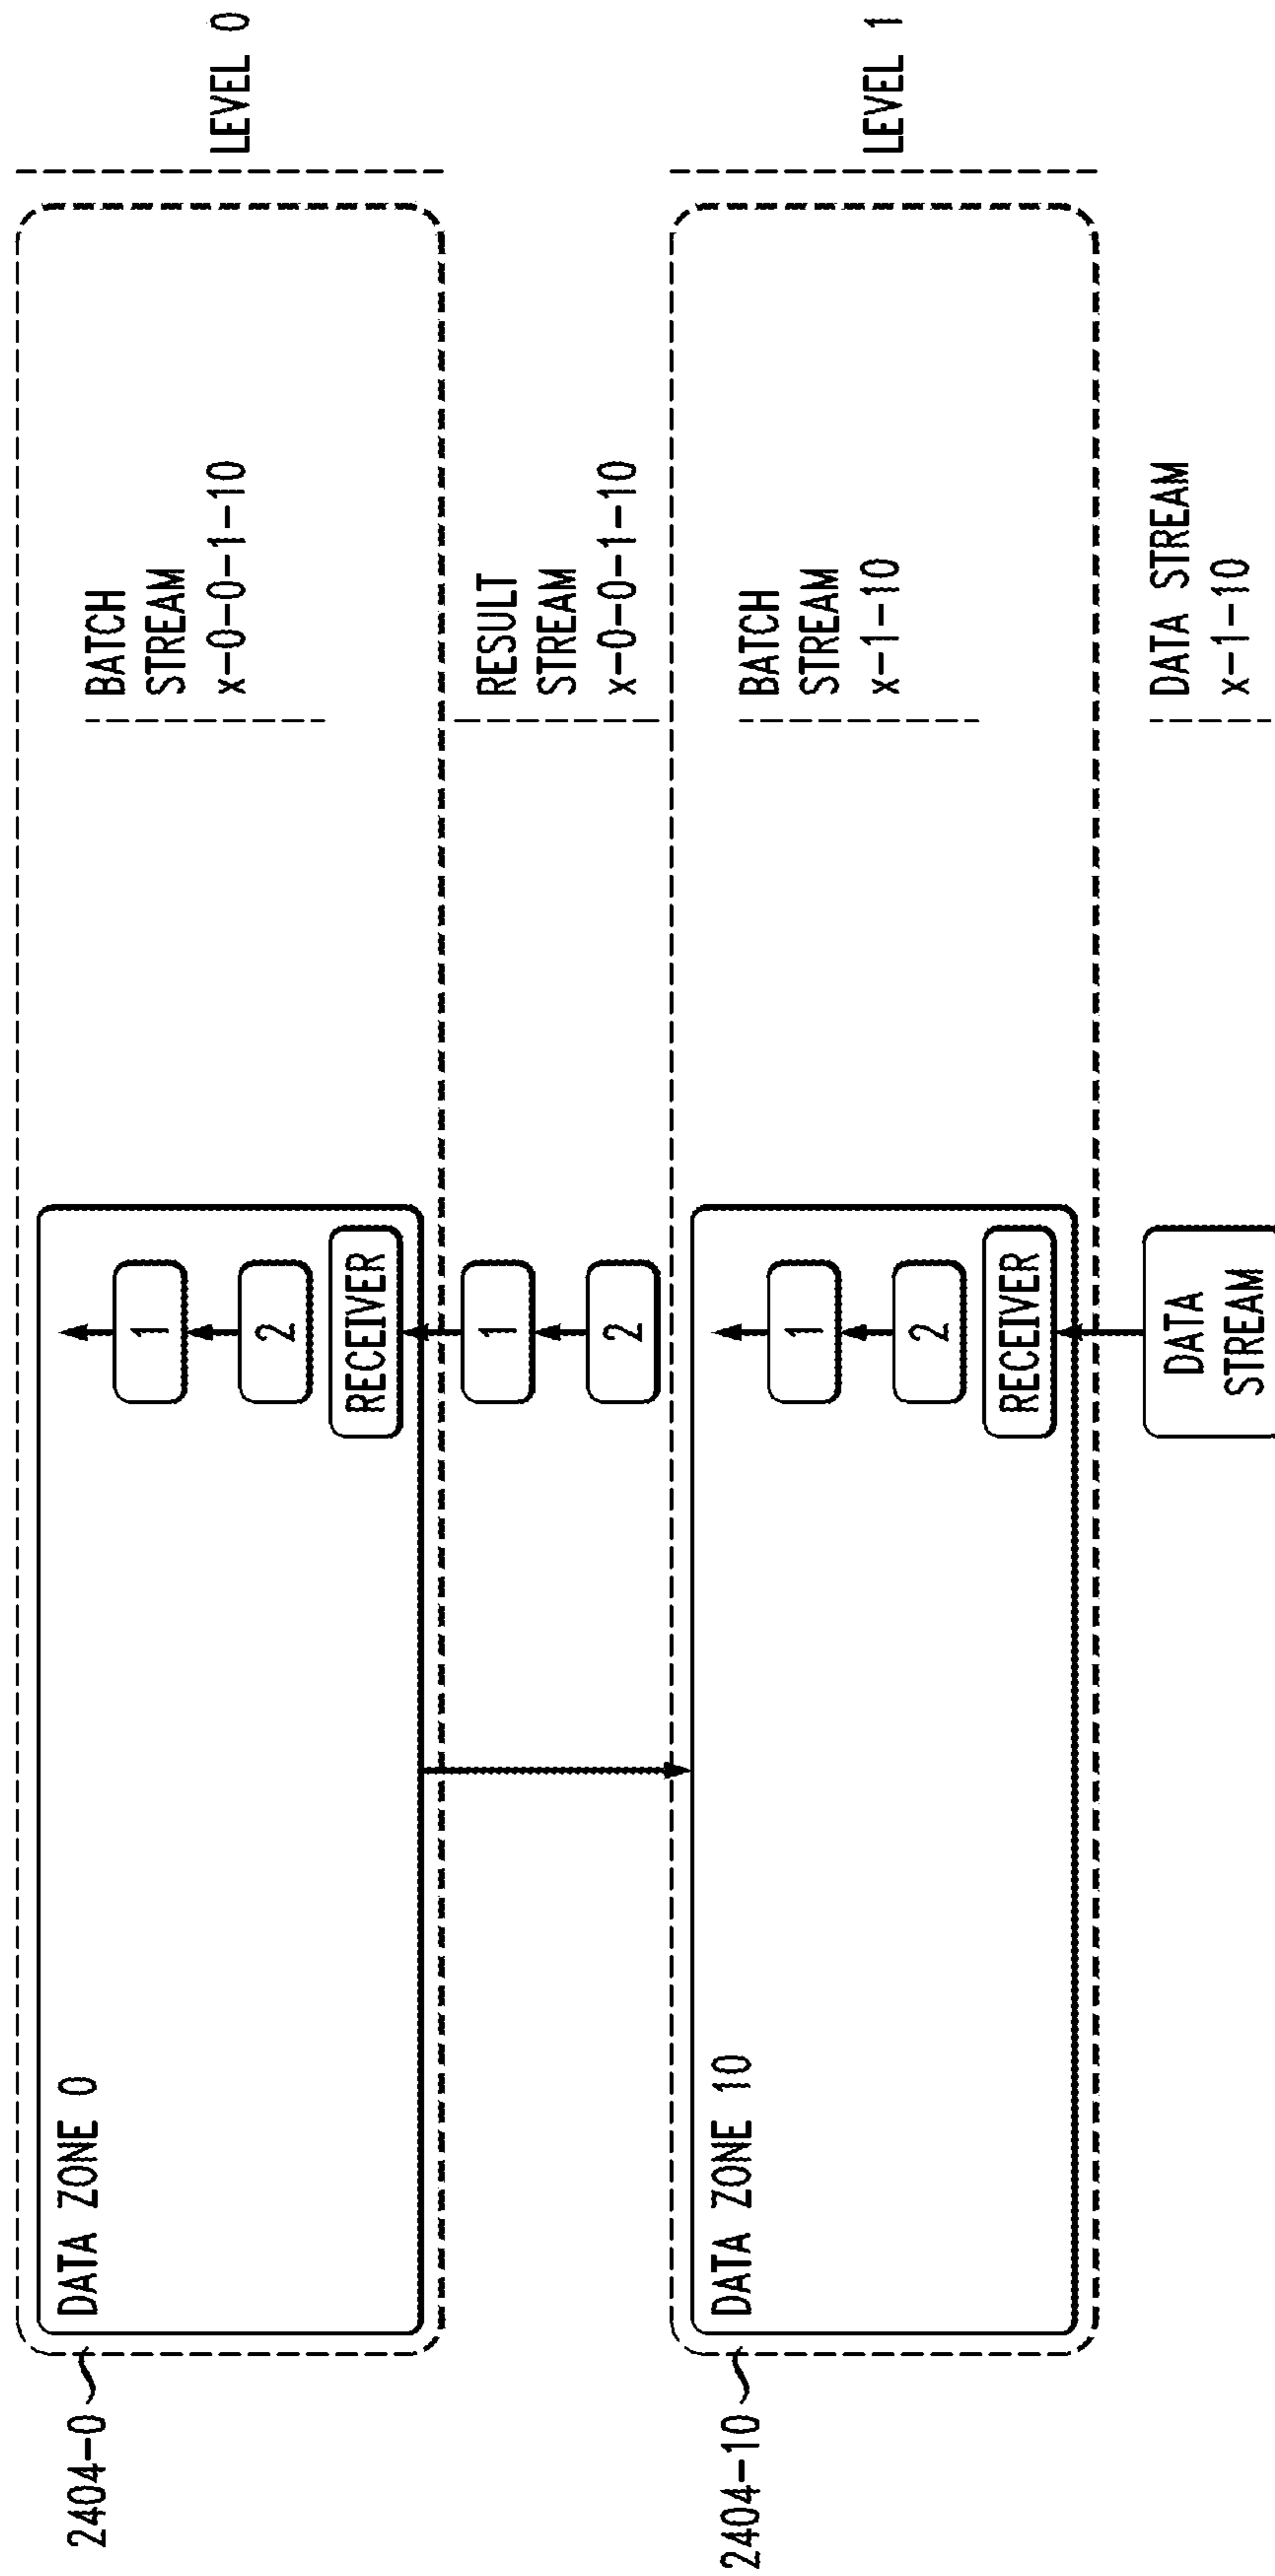 2404-0
DATA ZONE 0
1
2
RECEIVER
BATCH
STREAM
x-0-0-1-10
LEVEL 0
1
2
RESULT
STREAM
x-0-0-1-10
2404-10
DATA ZONE 10
1
2
RECEIVER
BATCH
STREAM
x-1-10
LEVEL 1
DATA
STREAM
DATA STREAM
x-1-10